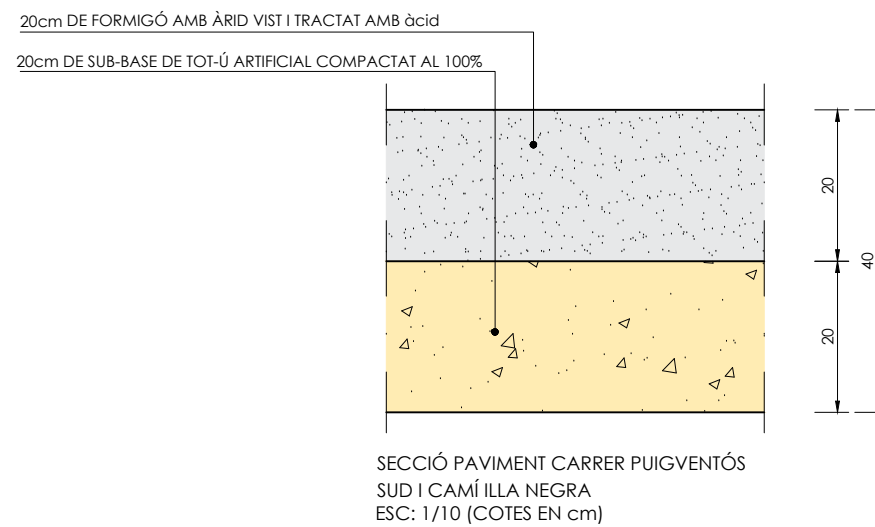 20cm DE FORMIGÓ AMB ÀRID VIST I TRACTAT AMB àcid
20cm DE SUB-BASE DE TOT-Ú ARTIFICIAL COMPACTAT AL 100%
20
40
20
SECCIÓ PAVIMENT CARRER PUIGVENTÓS
SUD I CAMÍ ILLA NEGRA
ESC: 1/10 (COTES EN cm)